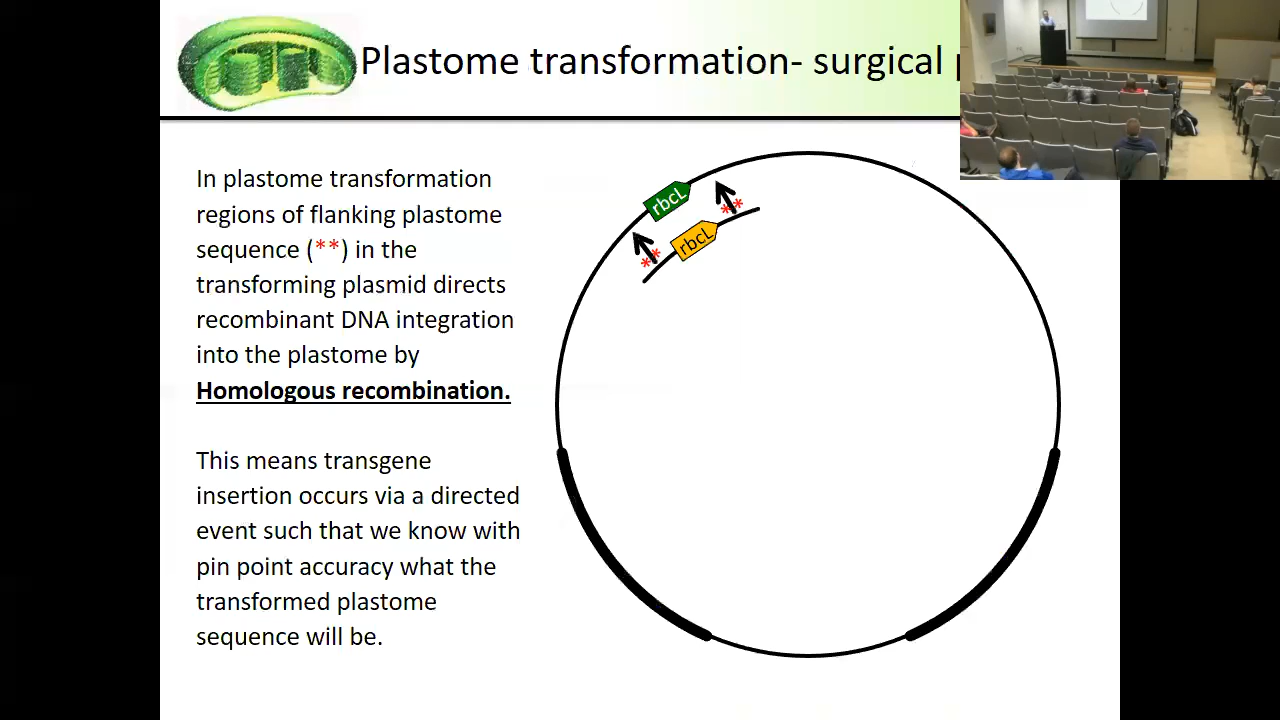 Plastome transformation- surgical
In plastome transformation
regions of flanking plastome
sequence (**) in the
transforming plasmid directs
recombinant DNA integration
into the plastome by
Homologous recombination.
This means transgene
insertion occurs via a directed
event such that we know with
pin point accuracy what the
transformed plastome
sequence will be.
rbcL
**
rbcL
**